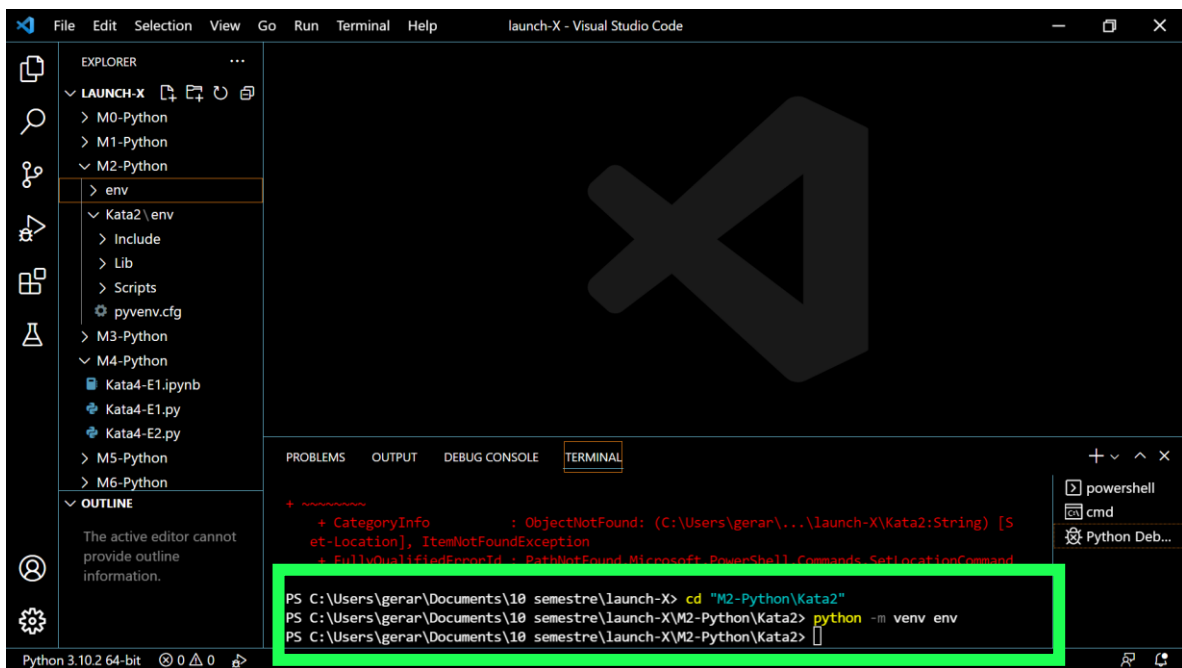 File Edit Selection View Go Run Terminal Help launch-X - Visual Studio Code
EXPLORER ...
LAUNCH-X
M0-Python
M1-Python
M2-Python
env
Kata2\env
Include
Lib
Scripts
pyvenv.cfg
M3-Python
M4-Python
Kata4-E1.ipynb
Kata4-E1.py
Kata4-E2.py
M5-Python
M6-Python
OUTLINE
The active editor cannot
provide outline
information.
PROBLEMS OUTPUT DEBUG CONSOLE TERMINAL
+ ~~~~~~~~
+ CategoryInfo : ObjectNotFound: (C:\Users\gerar\...\launch-X\Kata2:String) [S
et-Location], ItemNotFoundException
+ FullyQualifiedErrorId : PathNotFound,Microsoft.PowerShell.Commands.SetLocationCommand
PS C:\Users\gerar\Documents\10 semestre\launch-X> cd "M2-Python\Kata2"
PS C:\Users\gerar\Documents\10 semestre\launch-X\M2-Python\Kata2> python -m venv env
PS C:\Users\gerar\Documents\10 semestre\launch-X\M2-Python\Kata2>
powershell
cmd
Python Deb...
Python 3.10.2 64-bit 0 0